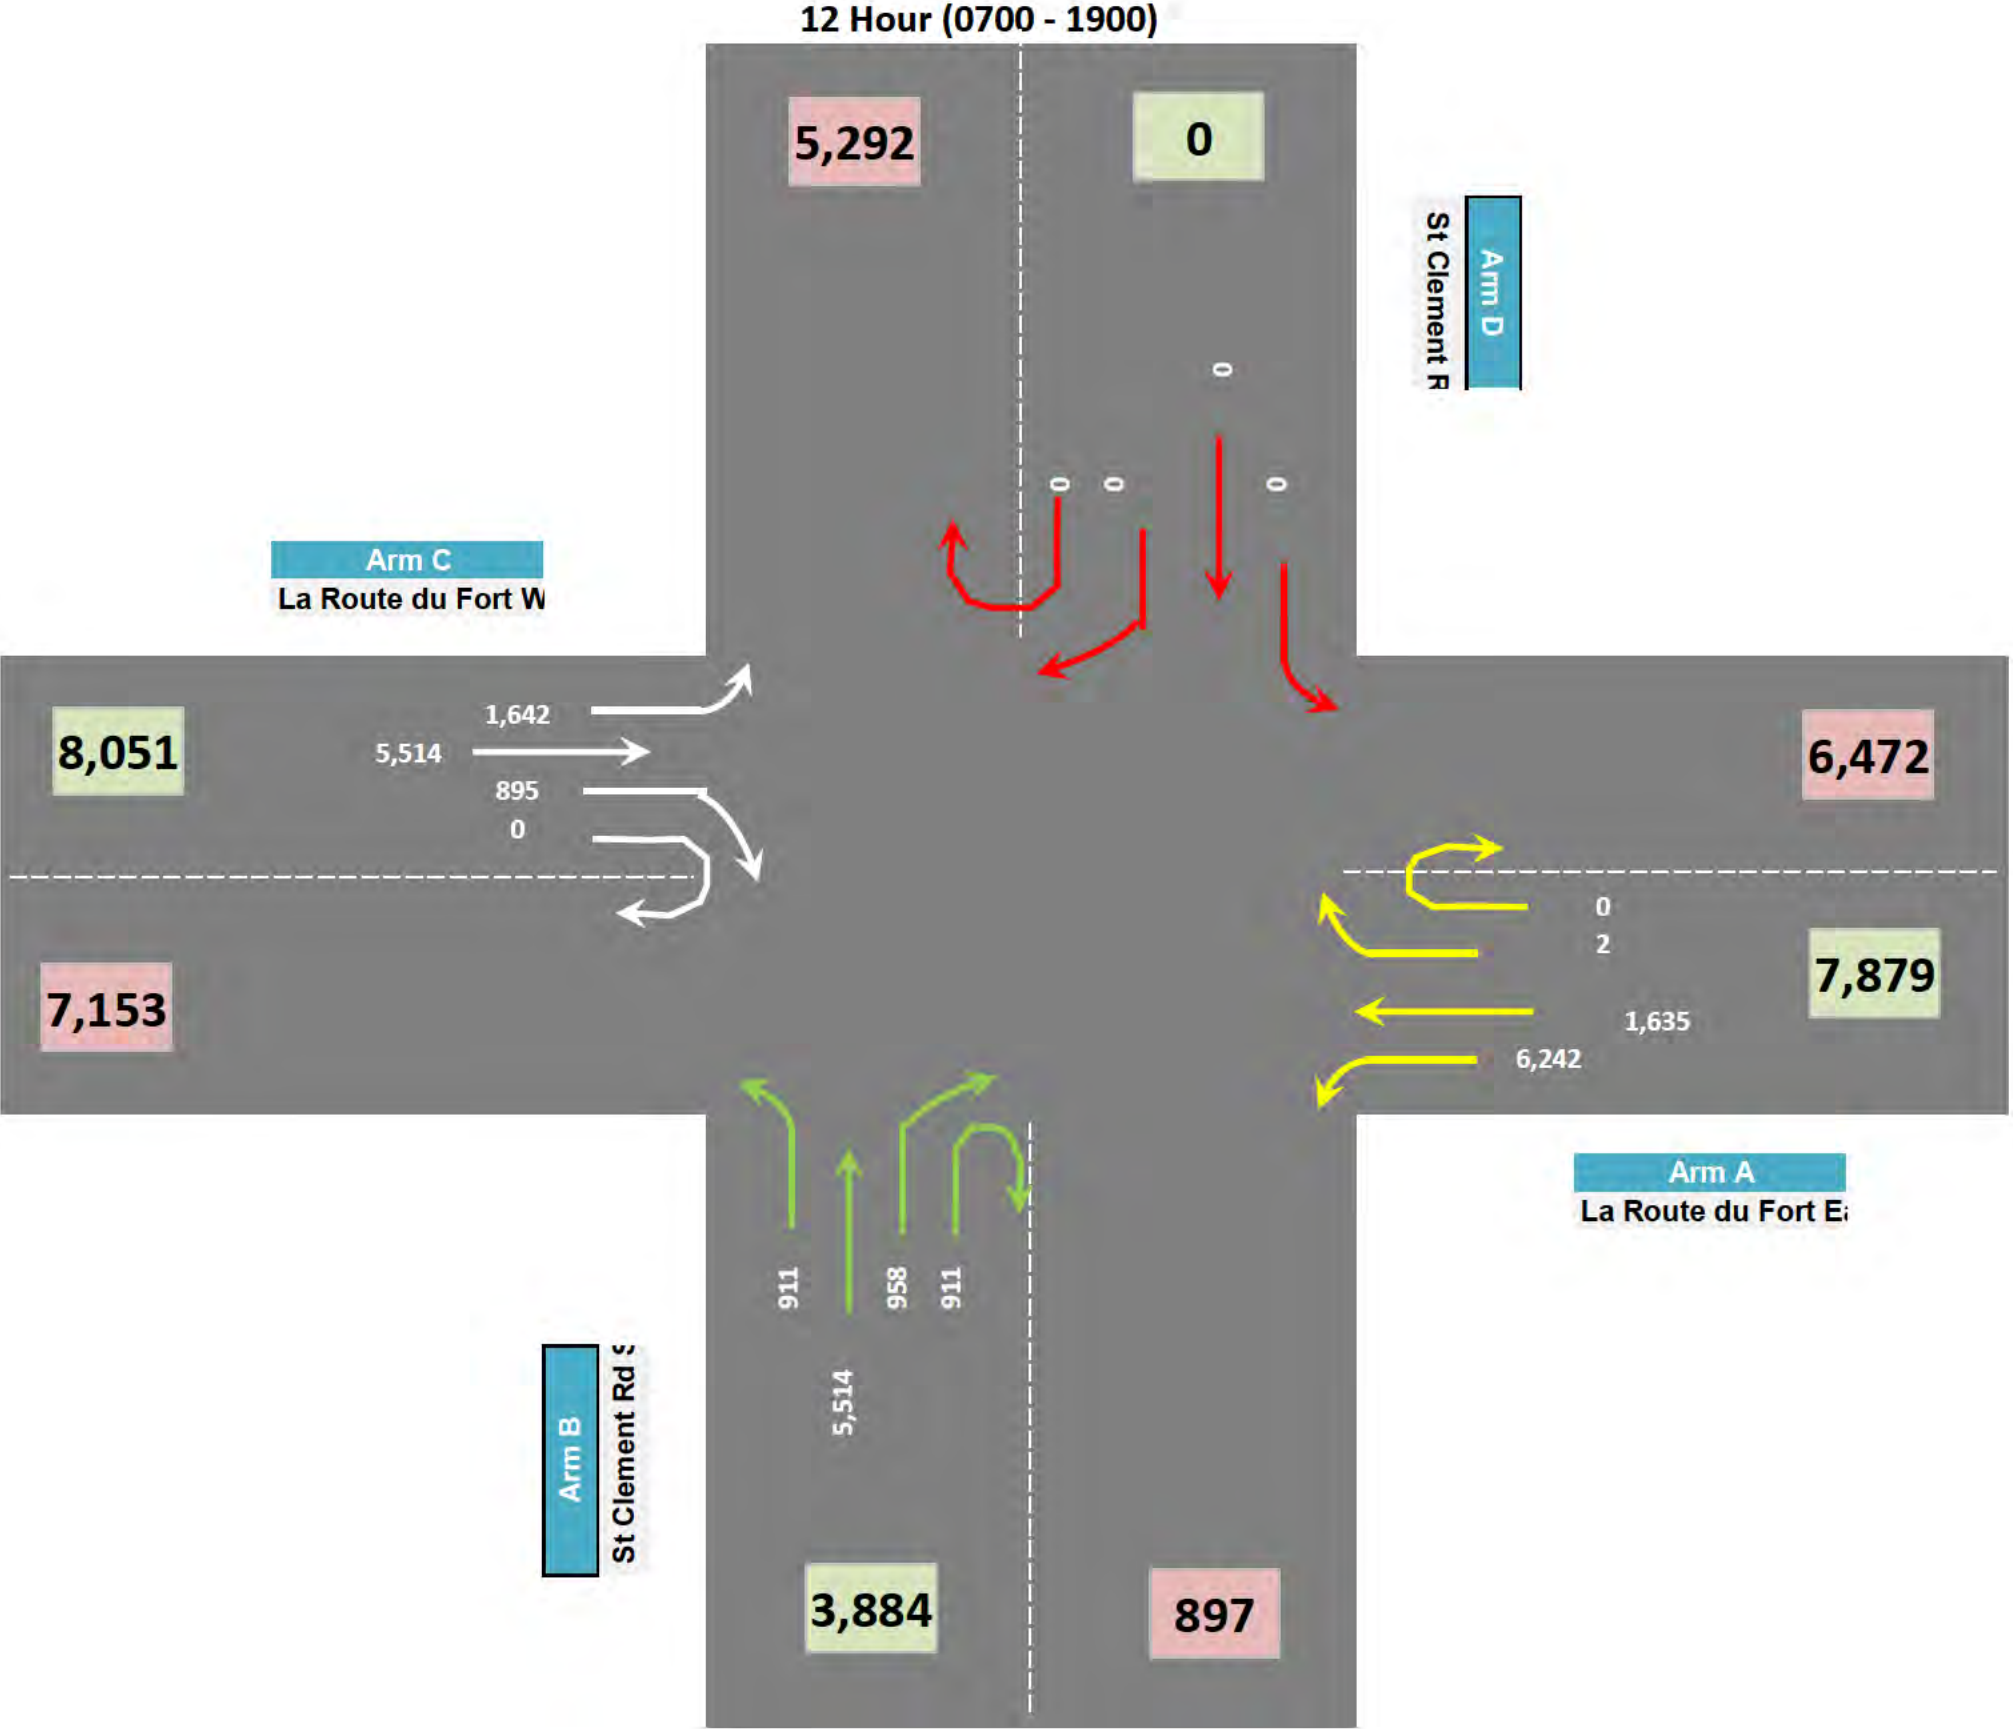 12 Hour (0700 - 1900)
5,292
0
Arm D
St Clement R
0
0
0
0
Arm C
La Route du Fort W
8,051
1,642
5,514
895
0
6,472
0
2
7,879
1,635
6,242
7,153
Arm A
La Route du Fort Ea
911
958
911
5,514
Arm B
St Clement Rd S
3,884
897